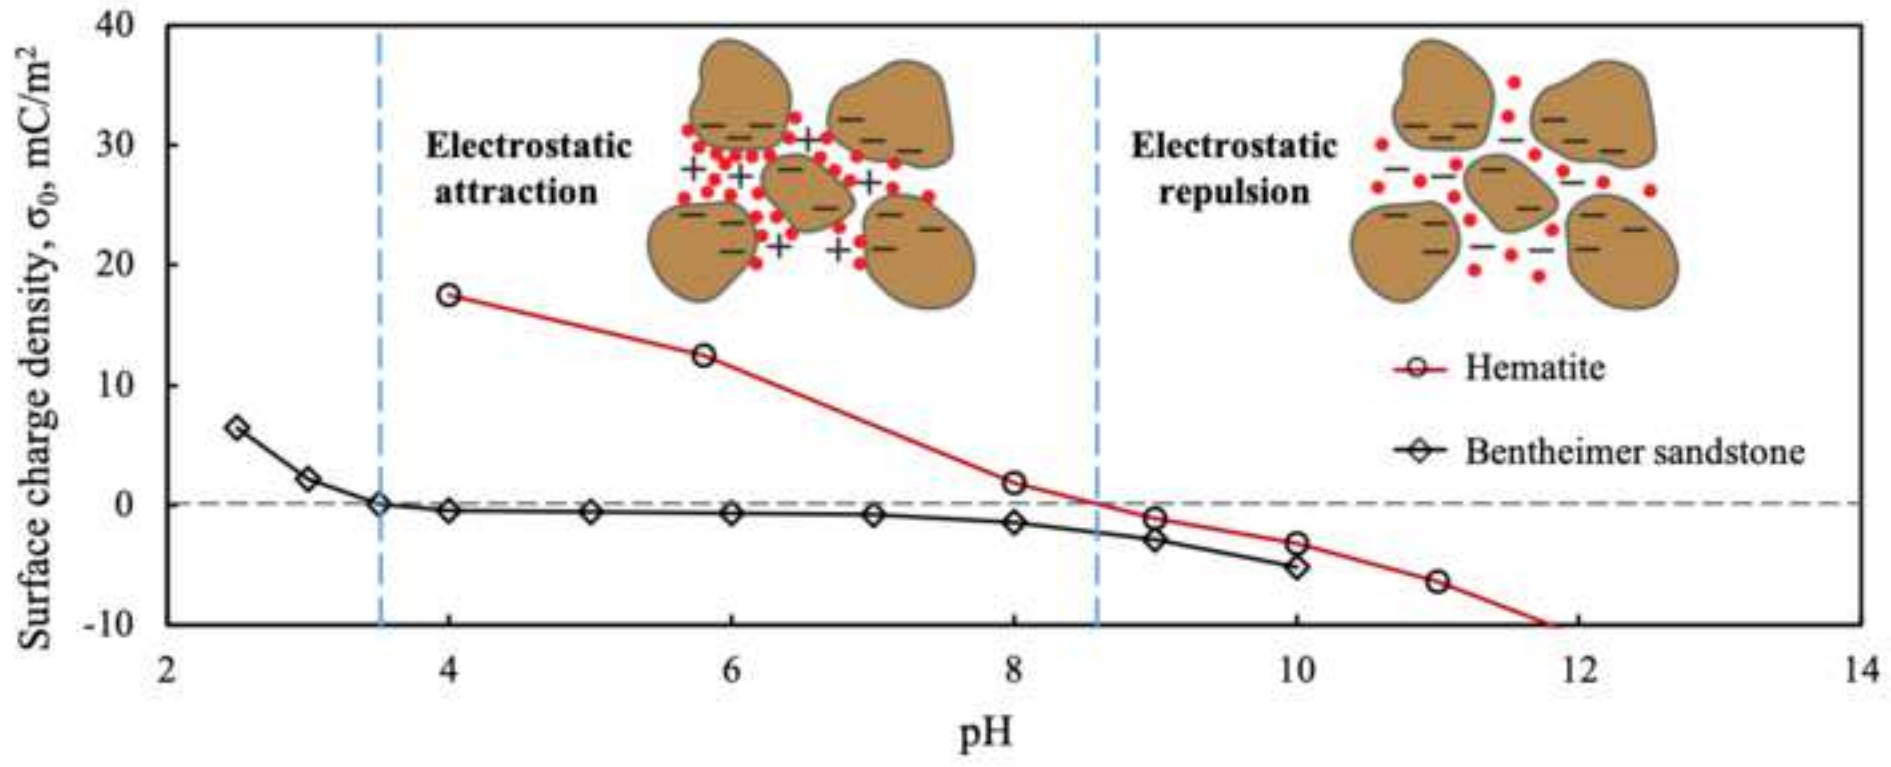 Surface charge density, σ0, mC/m²
40
30
20
10
0
-10
Electrostatic
attraction
Electrostatic
repulsion
Hematite
Bentheimer sandstone
2 4 6 8 10 12 14
pH